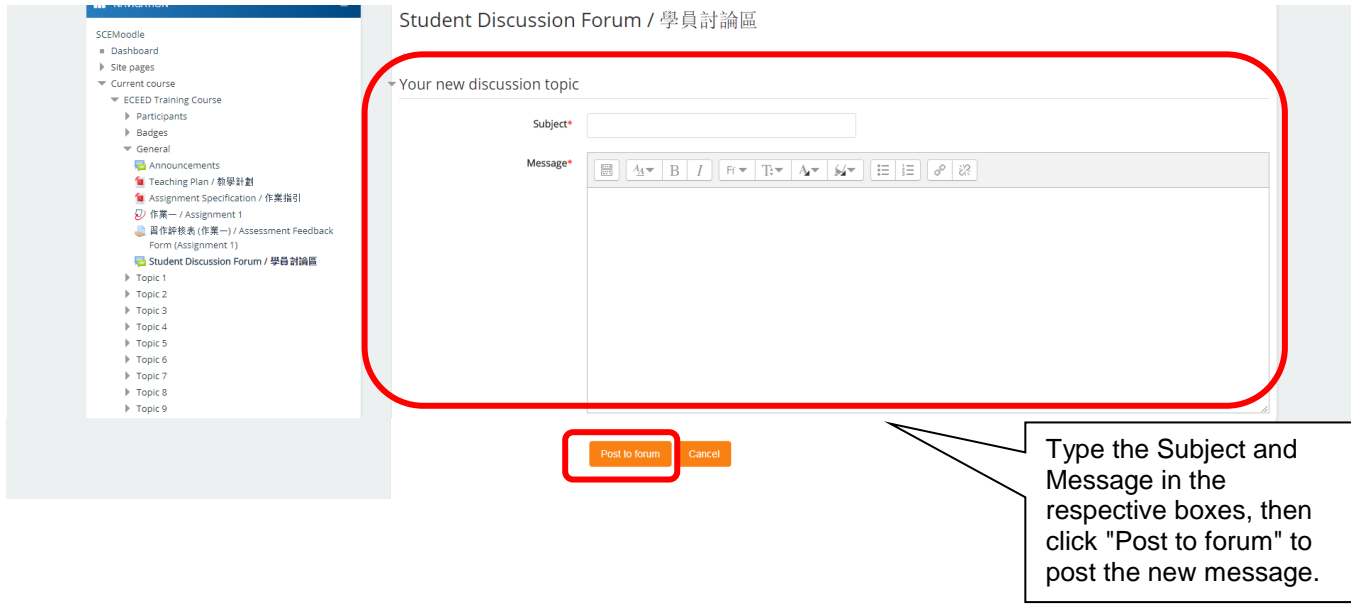 NAVIGATION
SCEMoodle
Dashboard
Site pages
Current course
ECEED Training Course
Participants
Badges
General
Announcements
Teaching Plan / 教學計劃
Assignment Specification / 作業指引
作業一 / Assignment 1
習作評核表 (作業一) / Assessment Feedback
Form (Assignment 1)
Student Discussion Forum / 學員討論區
Topic 1
Topic 2
Topic 3
Topic 4
Topic 5
Topic 6
Topic 7
Topic 8
Topic 9
Student Discussion Forum / 學員討論區
Your new discussion topic
Subject*
Message*
Post to forum Cancel
Type the Subject and
Message in the
respective boxes, then
click "Post to forum" to
post the new message.